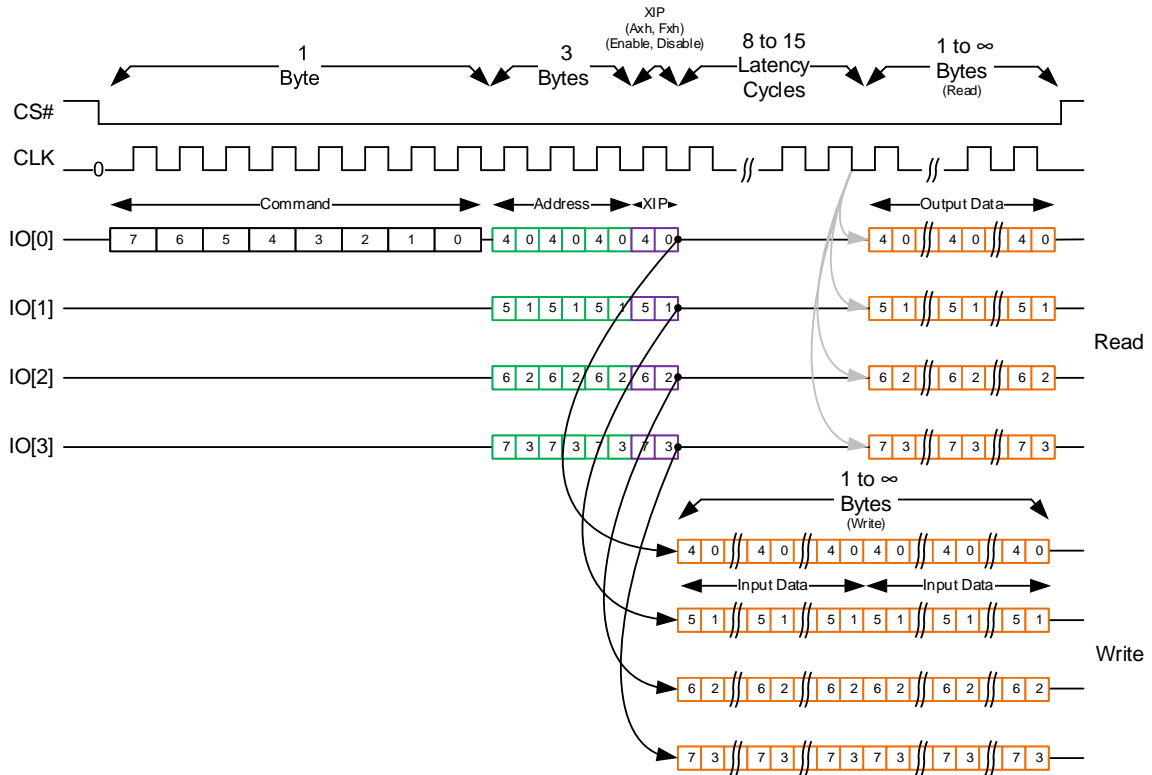 XIP
(Axh, Fxh)
(Enable, Disable)
1
Byte
3
Bytes
8 to 15
Latency
Cycles
1 to ∞
Bytes
(Read)
CS#
CLK
0
Command
Address
XIP
Output Data
IO[0]
7 6 5 4 3 2 1 0 4 0 4 0 4 0 4 0 4 0 4 0 4 0
IO[1]
5 1 5 1 5 1 5 1 5 1 5 1 5 1
Read
IO[2]
6 2 6 2 6 2 6 2 6 2 6 2 6 2
IO[3]
7 3 7 3 7 3 7 3 7 3 7 3 7 3
1 to ∞
Bytes
(Write)
4 0 4 0 4 0 4 0 4 0 4 0
Input Data Input Data
5 1 5 1 5 1 5 1 5 1 5 1
Write
6 2 6 2 6 2 6 2 6 2 6 2
7 3 7 3 7 3 7 3 7 3 7 3